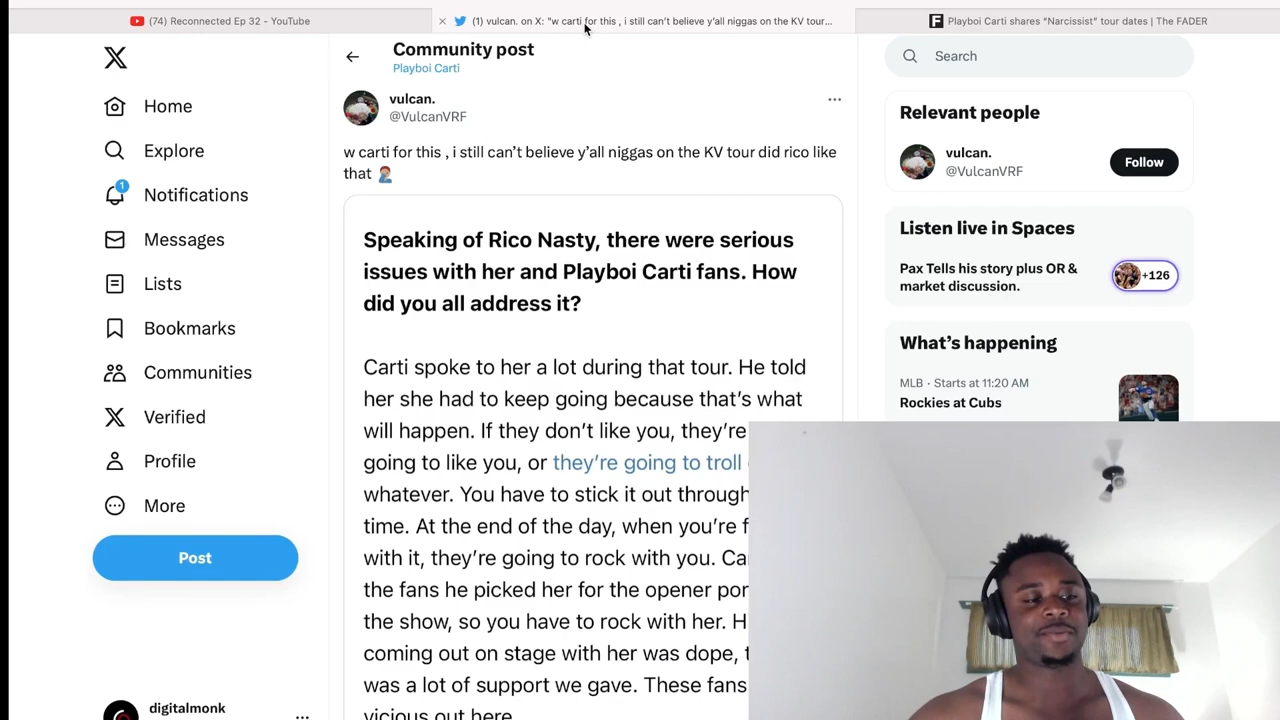 (74) Reconnected Ep 32 - YouTube
(1) vulcan. on X: "w carti for this , i still can't believe y'all niggas on the KV tour...
Playboi Carti shares "Narcissist" tour dates | The FADER
Home
Explore
1
Notifications
Messages
Lists
Bookmarks
Communities
Verified
Profile
More
Post
digitalmonk
Community post
Playboi Carti
vulcan.
@VulcanVRF
w carti for this , i still can't believe y'all niggas on the KV tour did rico like
that
Speaking of Rico Nasty, there were serious
issues with her and Playboi Carti fans. How
did you all address it?
Carti spoke to her a lot during that tour. He told
her she had to keep going because that's what
will happen. If they don't like you, they're
going to like you, or they're going to troll
whatever. You have to stick it out through
time. At the end of the day, when you're f
with it, they're going to rock with you. Ca
the fans he picked her for the opener por
the show, so you have to rock with her. H
coming out on stage with her was dope, t
was a lot of support we gave. These fans
vicious out here.
Search
Relevant people
vulcan.
@VulcanVRF
Follow
Listen live in Spaces
Pax Tells his story plus OR &
market discussion.
+126
What's happening
MLB · Starts at 11:20 AM
Rockies at Cubs